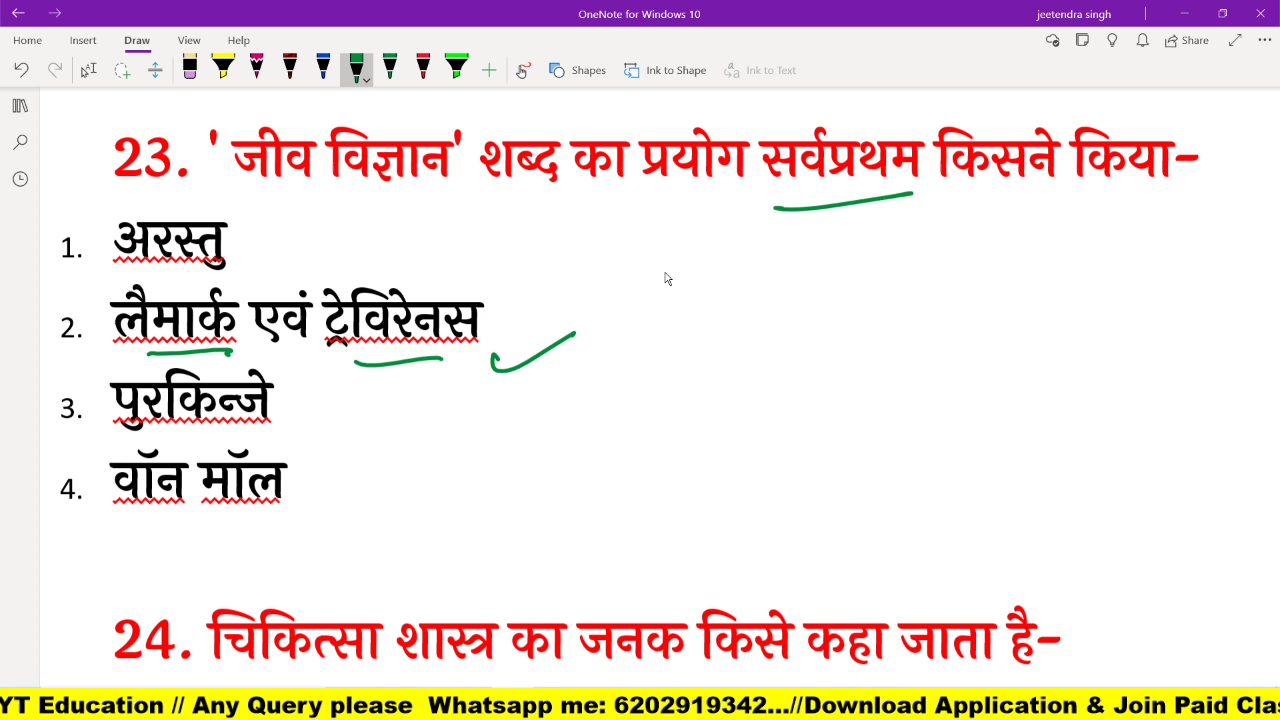 OneNote for Windows 10
jeetendra singh
Home Insert Draw View Help
Share
Shapes Ink to Shape Ink to Text
23. ' जीव विज्ञान' शब्द का प्रयोग सर्वप्रथम किसने किया-
1. अरस्तु
2. लैमार्क एवं ट्रेविरेनस
3. पुरकिन्जे
4. वॉन मॉल
24. चिकित्सा शास्त्र का जनक किसे कहा जाता है-
YT Education // Any Query please Whatsapp me: 6202919342...//Download Application & Join Paid Cla